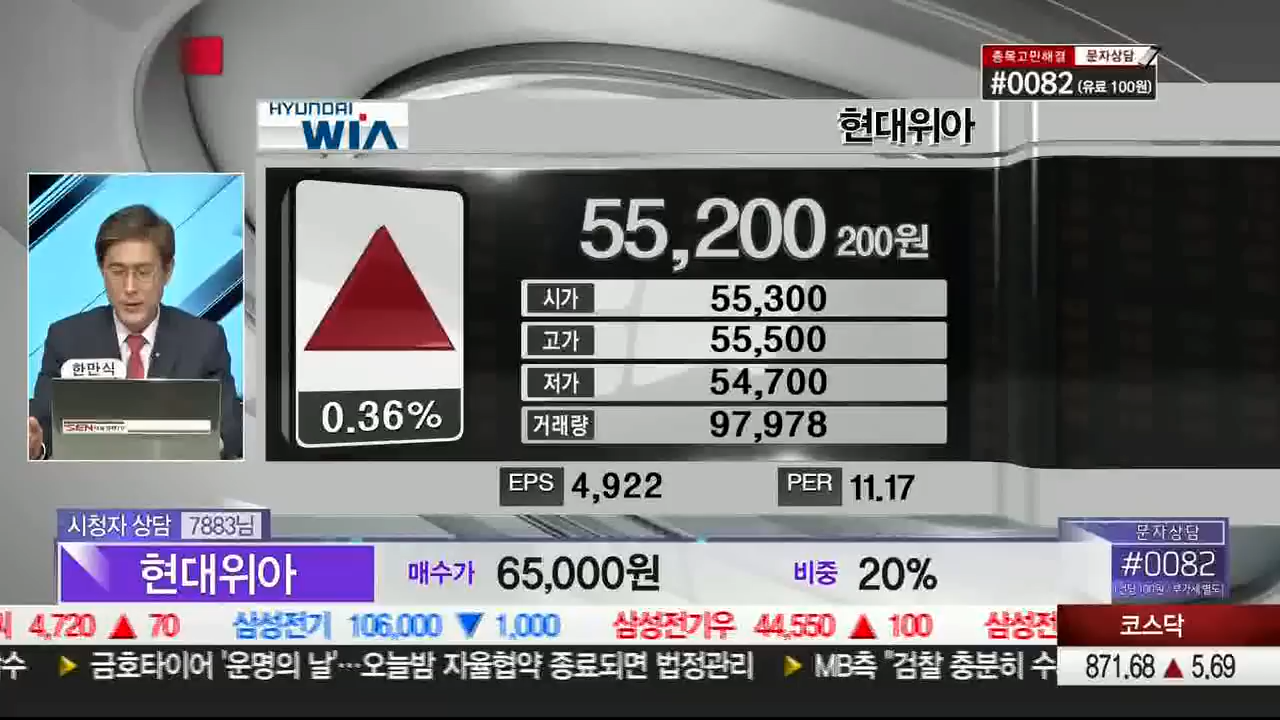 종목고민해결 문자상담
#0082 (유료 100원)
HYUNDAI
WIA
현대위아
55,200 200원
시가 55,300
고가 55,500
저가 54,700
거래량 97,978
0.36%
한만식
SEN
EPS 4,922 PER 11.17
시청자 상담 7883님
현대위아 매수가 65,000원 비중 20%
문자상담
#0082
4,720 ▲ 70 삼성전기 106,000 ▼ 1,000 삼성전기우 44,550 ▲ 100 삼성전
코스닥
871.68 ▲ 5.69
수 ▶ 금호타이어 '운명의 날'…오늘밤 자율협약 종료되면 법정관리 ▶ MB측 "검찰 충분히 수